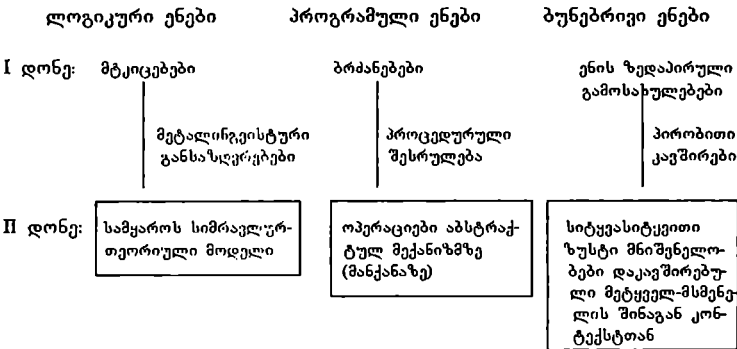 ლოგიკური ენები პროგრამული ენები ბუნებრივი ენები
I დონე: მტკიცებები ბრძანებები ენის ზედაპირული გამოსახულებები
მეტალინგვისტური განსაზღვრებები
პროცედურული შესრულება
პირობითი კავშირები
II დონე:
სამყაროს სიმრავლურ-
თეორიული მოდელი
ოპერაციები აბსტრაქ-
ტულ მექანიზმზე
(მანქანაზე)
სიტყვასიტყვითი
ზუსტი მნიშენელო-
ბები დაკავშირებუ-
ლი მეტყველ-მსმენე-
ლის შინაგან კონ-
ტექსტთან